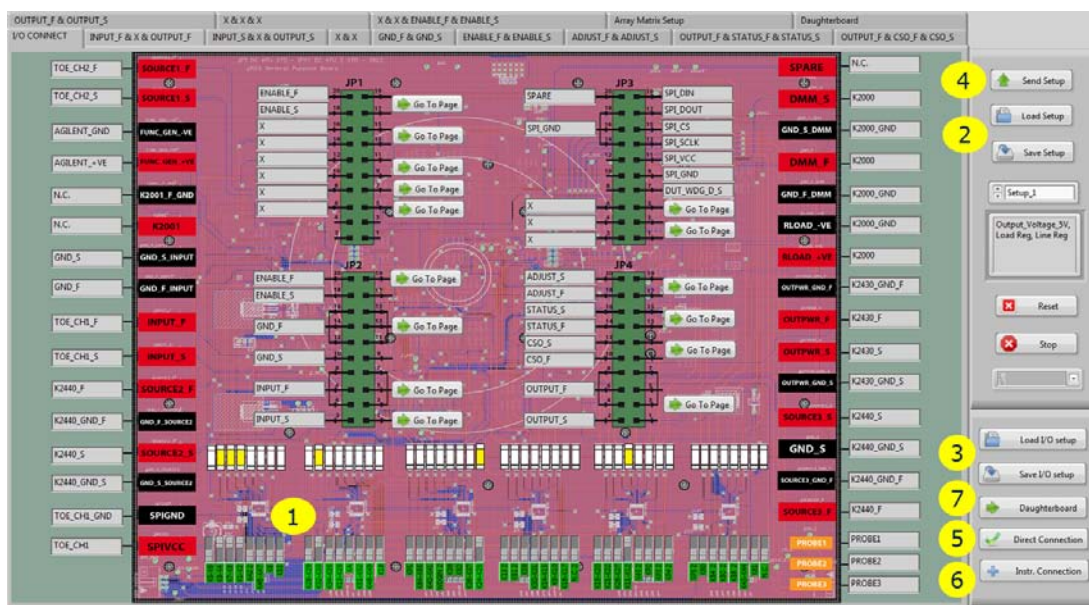 OUTPUT_F & OUTPUT_S
X & X & X
X & X & ENABLE_F & ENABLE_S
Array Matrix Setup
Daughterboard
I/O CONNECT
INPUT_F & X & OUTPUT_F
INPUT_S & X & OUTPUT_S
X & X
GND_F & GND_S
ENABLE_F & ENABLE_S
ADJUST_F & ADJUST_S
OUTPUT_F & STATUS_F & STATUS_S
OUTPUT_F & CSO_F & CSO_S
TOE_CH2_F
SOURCE1_F
TOE_CH2_S
SOURCE1_S
AGILENT_GND
FUNC_GEN_-VE
AGILENT_+VE
FUNC_GEN_+VE
N.C.
K2001_F_GND
N.C.
K2001
GND_S
GND_S_INPUT
GND_F
GND_F_INPUT
TOE_CH1_F
INPUT_F
TOE_CH1_S
INPUT_S
K2440_F
SOURCE2_F
K2440_GND_F
GND_F_SOURCE2
K2440_S
SOURCE2_S
K2440_GND_S
GND_S_SOURCE2
TOE_CH1_GND
SPIGND
TOE_CH1
SPIVCC
JP1
ENABLE_F
ENABLE_S
X
X
X
X
X
X
Go To Page
Go To Page
Go To Page
Go To Page
Go To Page
JP3
SPARE
SPI_GND
X
X
X
SPI_DIN
SPI_DOUT
SPI_CS
SPI_SCLK
SPI_VCC
SPI_GND
DUT_WDG_D_S
Go To Page
Go To Page
JP2
ENABLE_F
ENABLE_S
GND_F
GND_S
INPUT_F
INPUT_S
Go To Page
Go To Page
Go To Page
Go To Page
JP4
ADJUST_S
ADJUST_F
STATUS_S
STATUS_F
CSO_S
CSO_F
OUTPUT_F
OUTPUT_S
Go To Page
Go To Page
Go To Page
Go To Page
1
SPARE
N.C.
DMM_S
K2000
GND_S_DMM
K2000_GND
DMM_F
K2000
GND_F_DMM
K2000_GND
RLOAD_-VE
K2000_GND
RLOAD_+VE
K2000
OUTPWR_GND_F
K2430_GND_F
OUTPWR_F
K2430_F
OUTPWR_S
K2430_S
OUTPWR_GND_S
K2430_GND_S
K2440_S
GND_S
K2440_GND_S
SOURCE3_GND_F
K2440_GND_F
SOURCE3_F
K2440_F
PROBE1
PROBE1
PROBE2
PROBE2
PROBE3
PROBE3
4
Send Setup
Load Setup
2
Save Setup
Setup_1
Output_Voltage_5V,
Load Reg, Line Reg
Reset
Stop
Load I/O setup
3
Save I/O setup
7
Daughterboard
5
Direct Connection
6
Instr. Connection